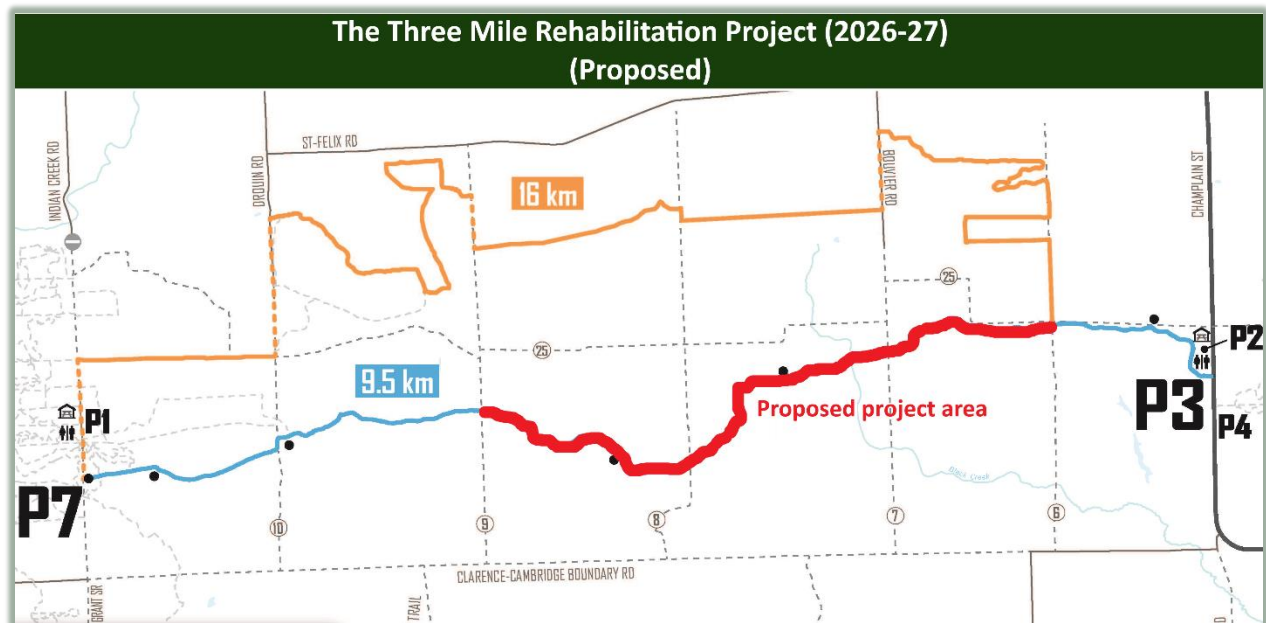 The Three Mile Rehabilitation Project (2026-27)
(Proposed)
INDIAN CREEK RD
DROUIN RD
ST-FELIX RD
16 km
BOUVIER RD
CHAMPLAIN ST
25
25
9.5 km
P1
P2
P3
P4
Proposed project area
P7
Black Creek
10
9
8
7
6
CLARENCE-CAMBRIDGE BOUNDARY RD
GRANT SR
TRAIL
D